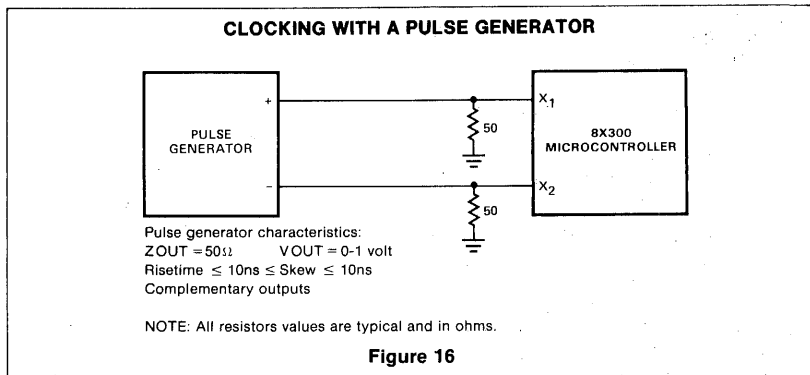 CLOCKING WITH A PULSE GENERATOR
PULSE
GENERATOR
+
−
X1
X2
50
50
8X300
MICROCONTROLLER
Pulse generator characteristics:
ZOUT = 50Ω VOUT = 0-1 volt
Risetime ≤ 10ns ≤ Skew ≤ 10ns
Complementary outputs
NOTE: All resistors values are typical and in ohms.
Figure 16